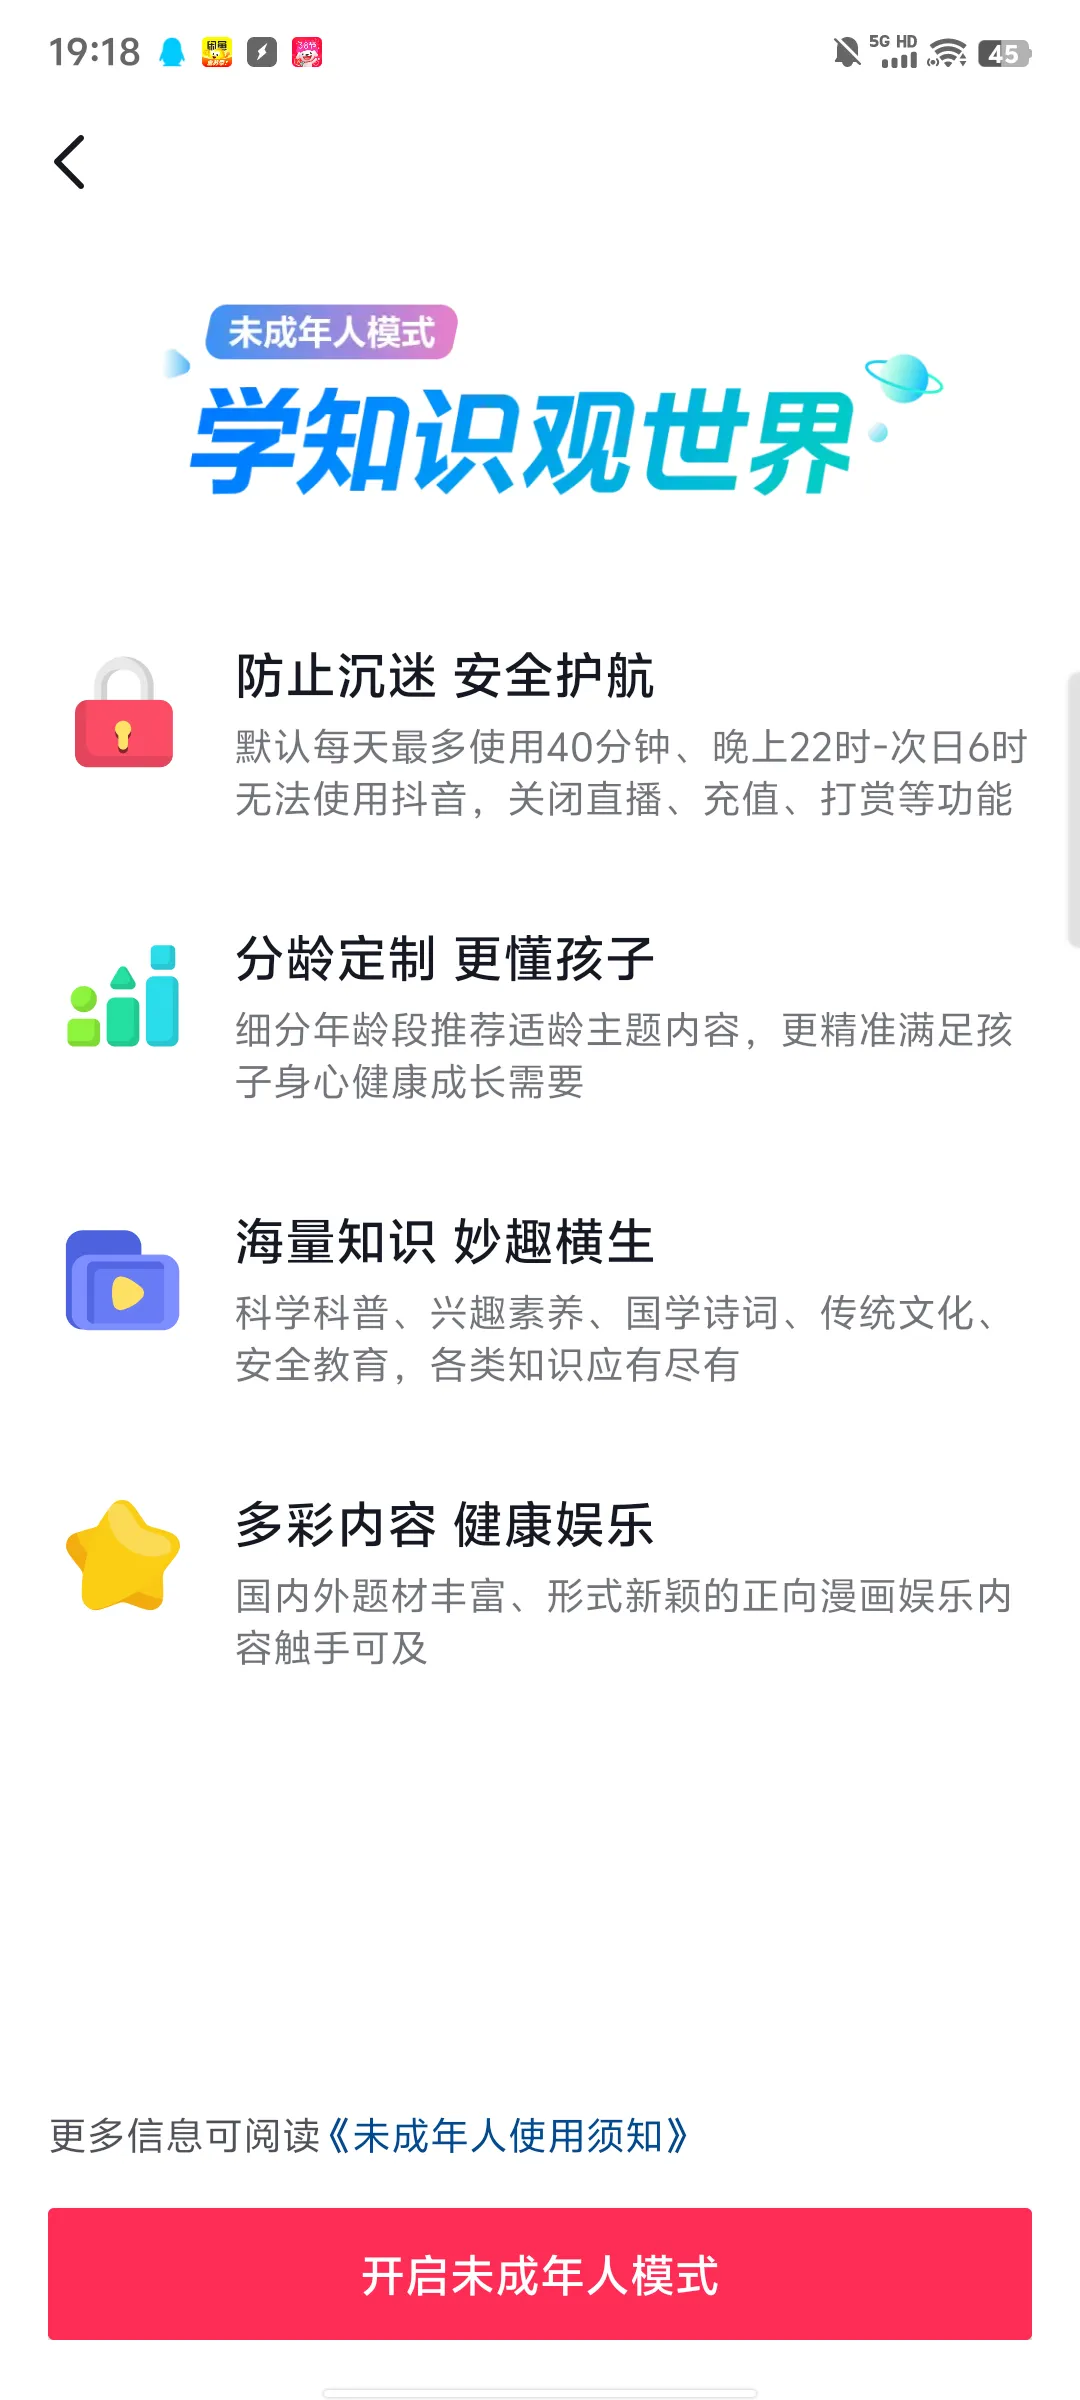 19:18
5G HD
45
未成年人模式
学知识观世界
防止沉迷 安全护航
默认每天最多使用40分钟、晚上22时-次日6时
无法使用抖音，关闭直播、充值、打赏等功能
分龄定制 更懂孩子
细分年龄段推荐适龄主题内容，更精准满足孩
子身心健康成长需要
海量知识 妙趣横生
科学科普、兴趣素养、国学诗词、传统文化、
安全教育，各类知识应有尽有
多彩内容 健康娱乐
国内外题材丰富、形式新颖的正向漫画娱乐内
容触手可及
更多信息可阅读《未成年人使用须知》
开启未成年人模式